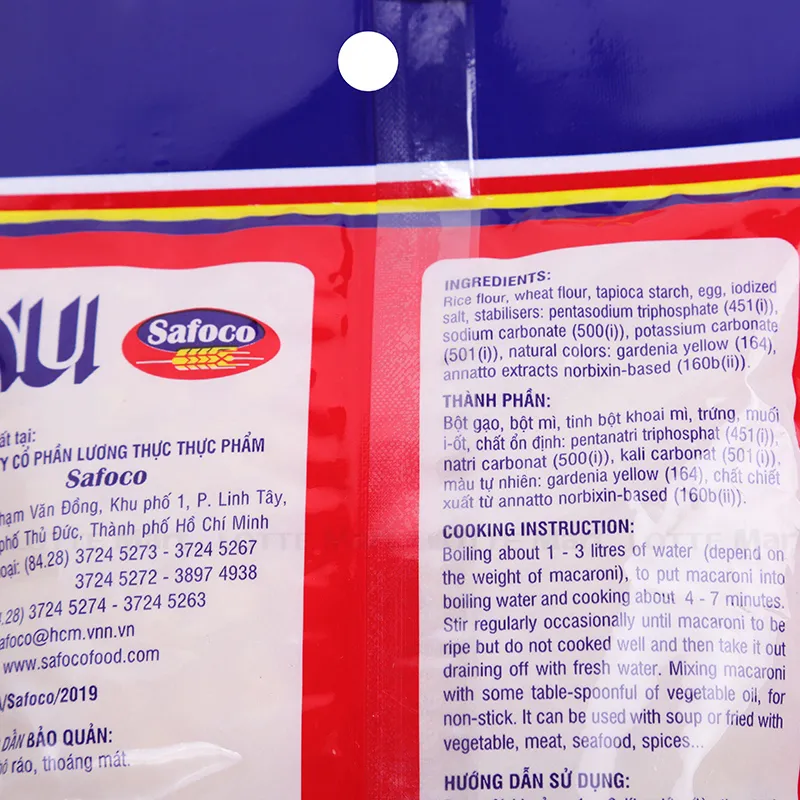 NUI
Safoco
ất tại:
Y CỔ PHẦN LƯƠNG THỰC THỰC PHẨM
Safoco
hạm Văn Đồng, Khu phố 1, P. Linh Tây,
phố Thủ Đức, Thành phố Hồ Chí Minh
oại: (84.28) 3724 5273 - 3724 5267
3724 5272 - 3897 4938
.28) 3724 5274 - 3724 5263
afoco@hcm.vnn.vn
www.safocofood.com
/Safoco/2019
DẪN BẢO QUẢN:
ô ráo, thoáng mát.
INGREDIENTS:
Rice flour, wheat flour, tapioca starch, egg, iodized
salt, stabilisers: pentasodium triphosphate (451(i)),
sodium carbonate (500(i)), potassium carbonate
(501(i)), natural colors: gardenia yellow (164),
annatto extracts norbixin-based (160b(ii)).
THÀNH PHẦN:
Bột gạo, bột mì, tinh bột khoai mì, trứng, muối
i-ốt, chất ổn định: pentanatri triphosphat (451(i)),
natri carbonat (500(i)), kali carbonat (501(i)),
màu tự nhiên: gardenia yellow (164), chất chiết
xuất từ annatto norbixin-based (160b(ii)).
COOKING INSTRUCTION:
Boiling about 1 - 3 litres of water (depend on
the weight of macaroni), to put macaroni into
boiling water and cooking about 4 - 7 minutes.
Stir regularly occasionally until macaroni to be
ripe but do not cooked well and then take it out
draining off with fresh water. Mixing macaroni
with some table-spoonful of vegetable oil, for
non-stick. It can be used with soup or fried with
vegetable, meat, seafood, spices...
HƯỚNG DẪN SỬ DỤNG: